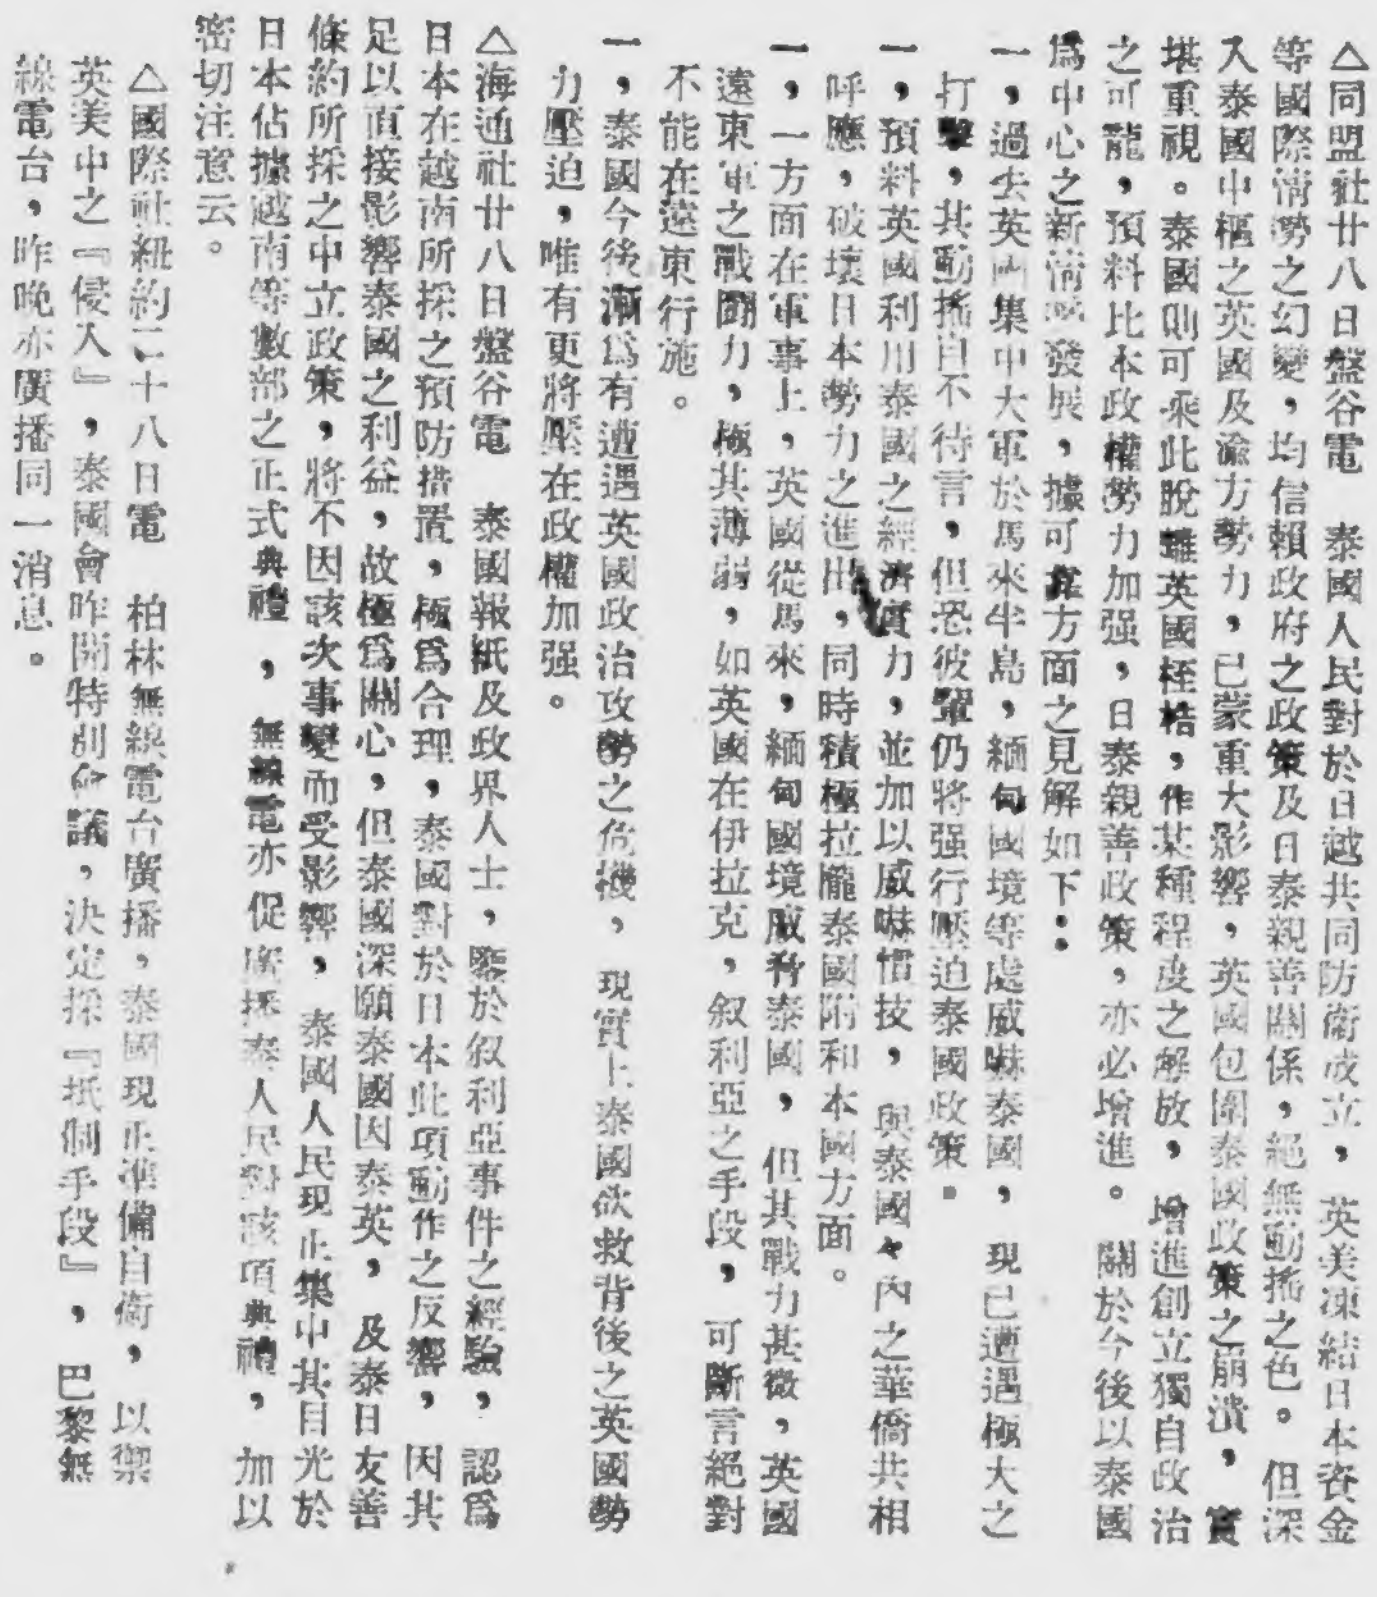 △同盟社廿八日盤谷電　泰國人民對於日越共同防衛成立，英美凍結日本資金
等國際情勢之幻變，均信賴政府之政策及日泰親善關係，絕無動搖之色。但深
入泰國中樞之英國及渝方勢力，已蒙重大影響，英國包圍泰國政策之崩潰，實
堪重視。泰國則可乘此脫離英國桎梏，作某種程度之解放，增進創立獨自政治
之可龍，預料比本政權勢力加强，日泰親善政策，亦必增進。關於今後以泰國
爲中心之新情勢發展，據可靠方面之見解如下：
一，過去英國集中大軍於馬來半島，緬甸國境等處威嚇泰國，現已遭遇極大之
打擊，其動搖自不待言，但恐彼輩仍將强行壓迫泰國政策。
一，預料英國利用泰國之經濟實力，並加以威嚇慣技，與泰國々內之華僑共相
呼應，破壞日本勢力之進出，同時積極拉龍泰國附和本國方面。
一，一方面在軍事上，英國從馬來，緬甸國境威脅泰國，但其戰力甚微，英國
遠東軍之戰鬪力，極其薄弱，如英國在伊拉克，叙利亞之手段，可斷言絕對
不能在遠東行施。
一，泰國今後漸爲有遭遇英國政治攻勢之危機，現實上泰國欲救背後之英國勢
力壓迫，唯有更將壓在政權加强。
△海通社廿八日盤谷電　泰國報紙及政界人士，鑒於叙利亞事件之經驗，認爲
日本在越南所採之預防措置，極爲合理，泰國對於日本此項動作之反響，因其
足以直接影響泰國之利益，故極爲關心，但泰國深願泰國因泰英，及泰日友善
條約所採之中立政策，將不因該次事變而受影響，泰國人民現正集中其目光於
日本佔據越南等數部之正式典禮，無線電亦促廣播泰人民對該項典禮，加以
密切注意云。
△國際社紐約二十八日電　柏林無線電台廣播，泰國現正準備自衛，以禦
英美中之『侵入』，泰國會昨開特別會議，決定採『抵制手段』，巴黎無
線電台，昨晚亦廣播同一消息。